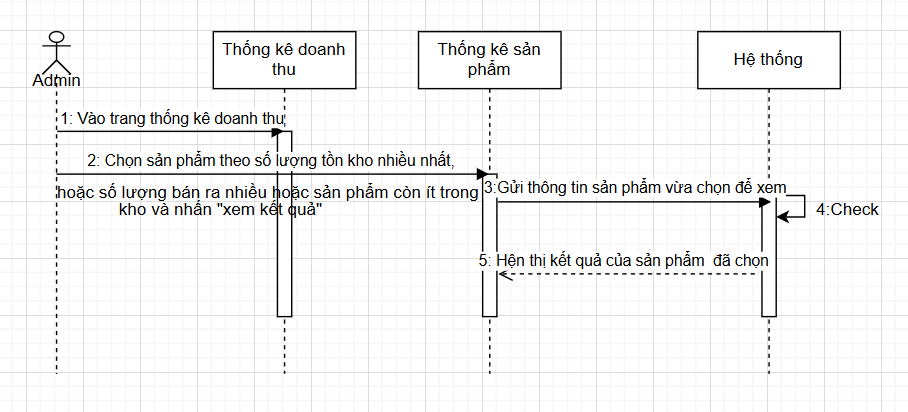 Thống kê doanh
thu
Thống kê sản
phẩm
Hệ thống
Admin
1: Vào trang thống kê doanh thu
2: Chọn sản phẩm theo số lượng tồn kho nhiều nhất,
hoặc số lượng bán ra nhiều hoặc sản phẩm còn ít trong
kho và nhấn "xem kết quả"
3:Gửi thông tin sản phẩm vừa chọn để xem
4:Check
5: Hện thị kết quả của sản phẩm đã chọn